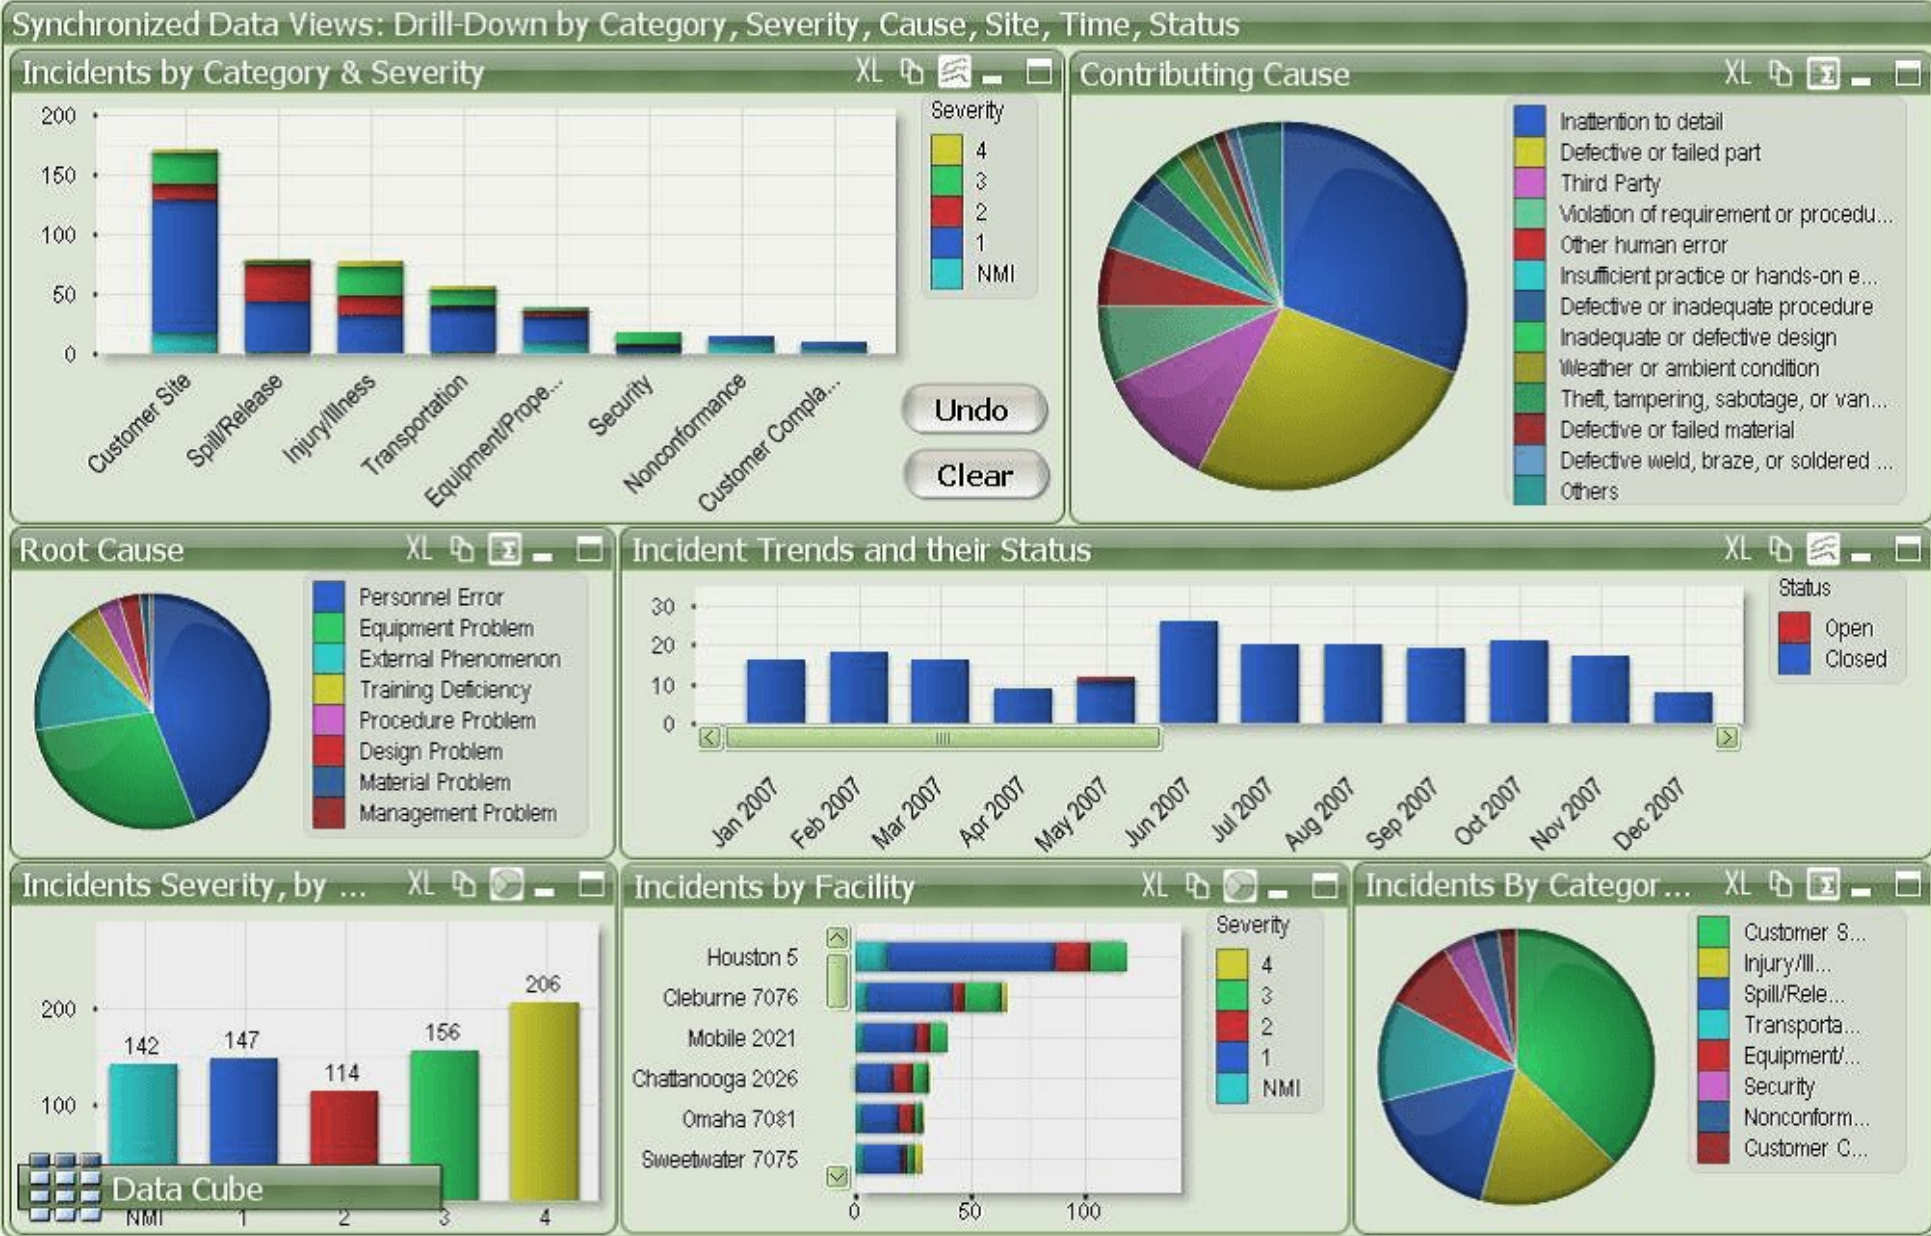 Synchronized Data Views: Drill-Down by Category, Severity, Cause, Site, Time, Status
Incidents by Category & Severity
XL
200
150
100
50
0
Customer Site
Spill/Release
Injury/Illness
Transportation
Equipment/Prope...
Security
Nonconformance
Customer Compla...
Severity
4
3
2
1
NMI
Undo
Clear
Contributing Cause
XL
Inattention to detail
Defective or failed part
Third Party
Violation of requirement or procedu...
Other human error
Insufficient practice or hands-on e...
Defective or inadequate procedure
Inadequate or defective design
Weather or ambient condition
Theft, tampering, sabotage, or van...
Defective or failed material
Defective weld, braze, or soldered ...
Others
Root Cause
XL
Personnel Error
Equipment Problem
External Phenomenon
Training Deficiency
Procedure Problem
Design Problem
Material Problem
Management Problem
Incident Trends and their Status
XL
30
20
10
0
Jan 2007
Feb 2007
Mar 2007
Apr 2007
May 2007
Jun 2007
Jul 2007
Aug 2007
Sep 2007
Oct 2007
Nov 2007
Dec 2007
Status
Open
Closed
Incidents Severity, by ...
XL
200
100
142
147
114
156
206
Data Cube
NMI
1
2
3
4
Incidents by Facility
XL
Houston 5
Cleburne 7076
Mobile 2021
Chattanooga 2026
Omaha 7081
Sweetwater 7075
0
50
100
Severity
4
3
2
1
NMI
Incidents By Categor...
XL
Customer S...
Injury/Ill...
Spill/Rele...
Transporta...
Equipment/...
Security
Nonconform...
Customer C...